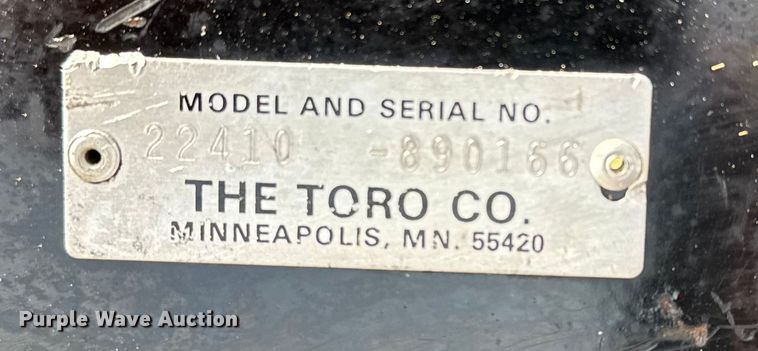 MODEL AND SERIAL NO.
22410 -890166
THE TORO CO.
MINNEAPOLIS, MN. 55420
Purple Wave Auction